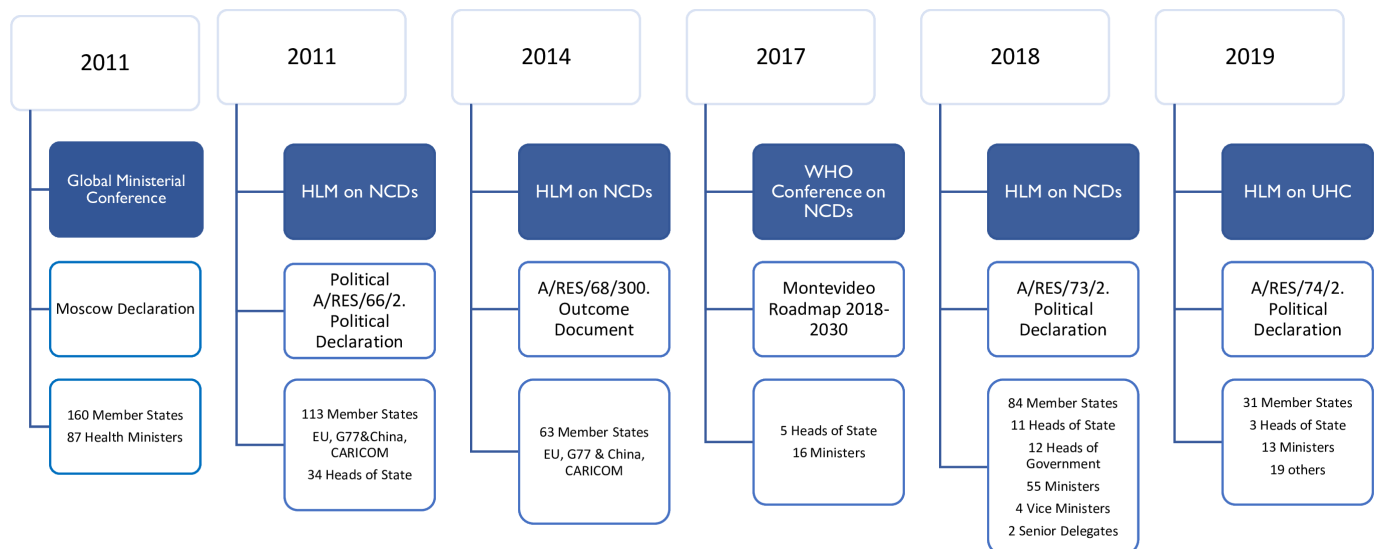 2011
Global Ministerial
Conference
Moscow Declaration
160 Member States
87 Health Ministers
2011
HLM on NCDs
Political
A/RES/66/2.
Political
Declaration
113 Member States
EU, G77&China,
CARICOM
34 Heads of State
2014
HLM on NCDs
A/RES/68/300.
Outcome
Document
63 Member States
EU, G77 & China,
CARICOM
2017
WHO
Conference on
NCDs
Montevideo
Roadmap 2018-
2030
5 Heads of State
16 Ministers
2018
HLM on NCDs
A/RES/73/2.
Political
Declaration
84 Member States
11 Heads of State
12 Heads of
Government
55 Ministers
4 Vice Ministers
2 Senior Delegates
2019
HLM on UHC
A/RES/74/2.
Political
Declaration
31 Member States
3 Heads of State
13 Ministers
19 others